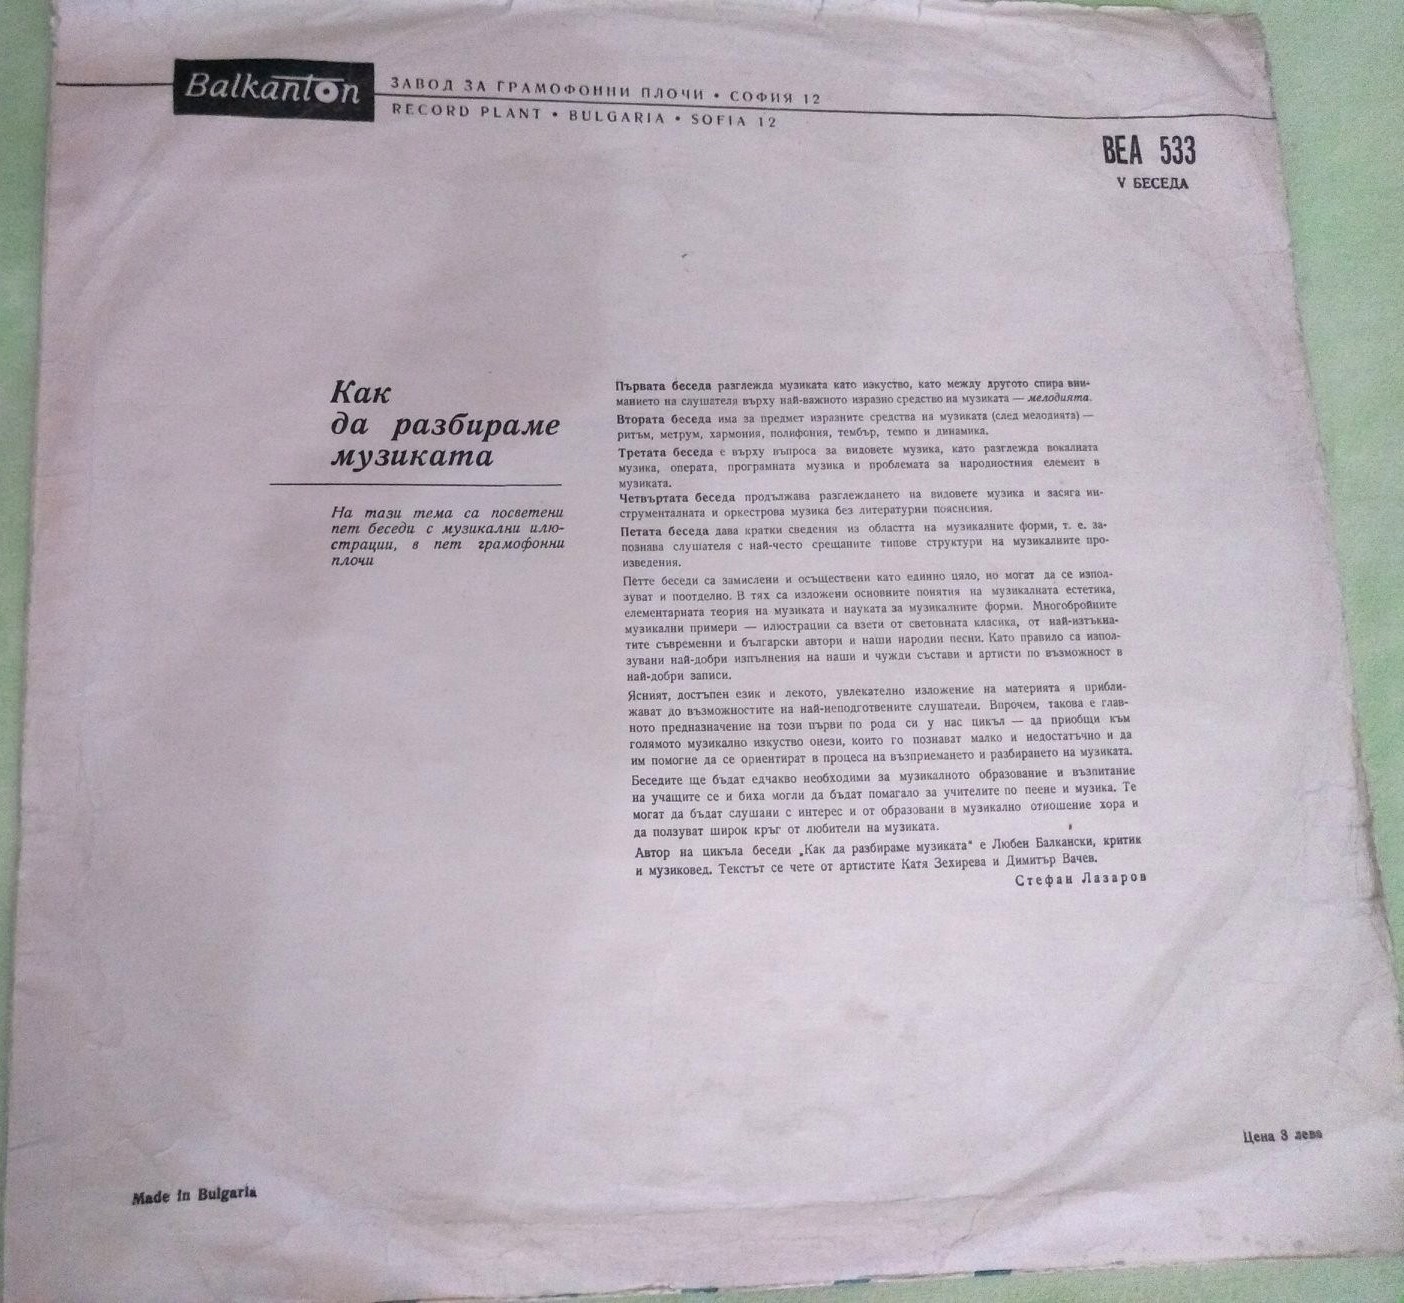 Balkanton
ЗАВОД ЗА ГРАМОФОННИ ПЛОЧИ • СОФИЯ 12
RECORD PLANT • BULGARIA • SOFIA 12
ВЕА 533
V БЕСЕДА
Как
да разбираме
музиката
На тази тема са посветени
пет беседи с музикални илю-
страции, в пет грамофонни
плочи
Първата беседа разглежда музиката като изкуство, като между другото спира вни-
манието на слушателя върху най-важното изразно средство на музиката — мелодията.
Втората беседа има за предмет изразните средства на музиката (след мелодията) —
ритъм, метрум, хармония, полифония, тембър, темпо и динамика.
Третата беседа е върху въпроса за видовете музика, като разглежда вокалната
музика, операта, програмната музика и проблемата за народностния елемент в
музиката.
Четвъртата беседа продължава разглеждането на видовете музика и засяга ин-
струменталната и оркестрова музика без литературни пояснения.
Петата беседа дава кратки сведения из областта на музикалните форми, т. е. за-
познава слушателя с най-често срещаните типове структури на музикалните про-
изведения.
Петте беседи са замислени и осъществени като единно цяло, но могат да се изпол-
зуват и поотделно. В тях са изложени основните понятия на музикалната естетика,
елементарната теория на музиката и науката за музикалните форми. Многобройните
музикални примери — илюстрации са взети от световната класика, от най-изтъкна-
тите съвременни и български автори и наши народни песни. Като правило са изпол-
зувани най-добри изпълнения на наши и чужди състави и артисти по възможност в
най-добри записи.
Ясният, достъпен език и лекото, увлекателно изложение на материята я прибли-
жават до възможностите на най-неподготвените слушатели. Впрочем, такова е глав-
ното предназначение на този първи по рода си у нас цикъл — да приобщи към
голямото музикално изкуство онези, които го познават малко и недостатъчно и да
им помогне да се ориентират в процеса на възприемането и разбирането на музиката.
Беседите ще бъдат едчакво необходими за музикалното образование и възпитание
на учащите се и биха могли да бъдат помагало за учителите по пеене и музика. Те
могат да бъдат слушани с интерес и от образовани в музикално отношение хора и
да ползуват широк кръг от любители на музиката.
Автор на цикъла беседи „Как да разбираме музиката" е Любен Балкански, критик
и музиковед. Текстът се чете от артистите Катя Зехирева и Димитър Вачев.
Стефан Лазаров
Цена 3 лева
Made in Bulgaria